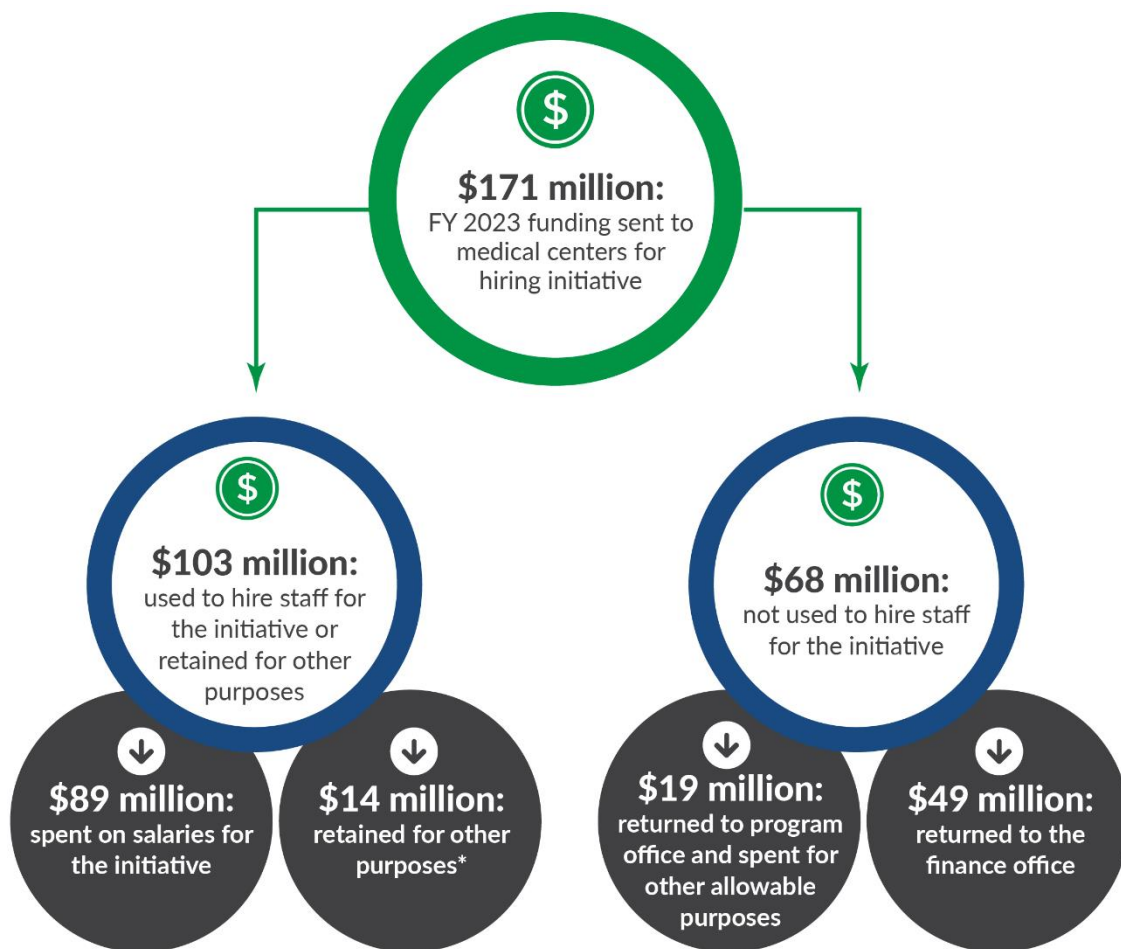 $
$171 million:
FY 2023 funding sent to
medical centers for
hiring initiative
$
$103 million:
used to hire staff for
the initiative or
retained for other
purposes
$
$68 million:
not used to hire staff
for the initiative
$89 million:
spent on salaries for
the initiative
$14 million:
retained for other
purposes*
$19 million:
returned to program
office and spent for
other allowable
purposes
$49 million:
returned to the
finance office